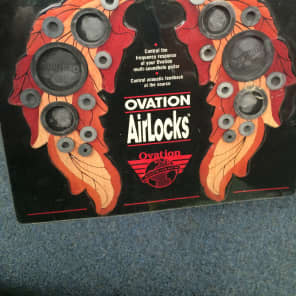 Control the
frequency response
of your Ovation
multi-soundhole guitar
• Control acoustic feedback
at the source
OVATION
AirLocks
Ovation